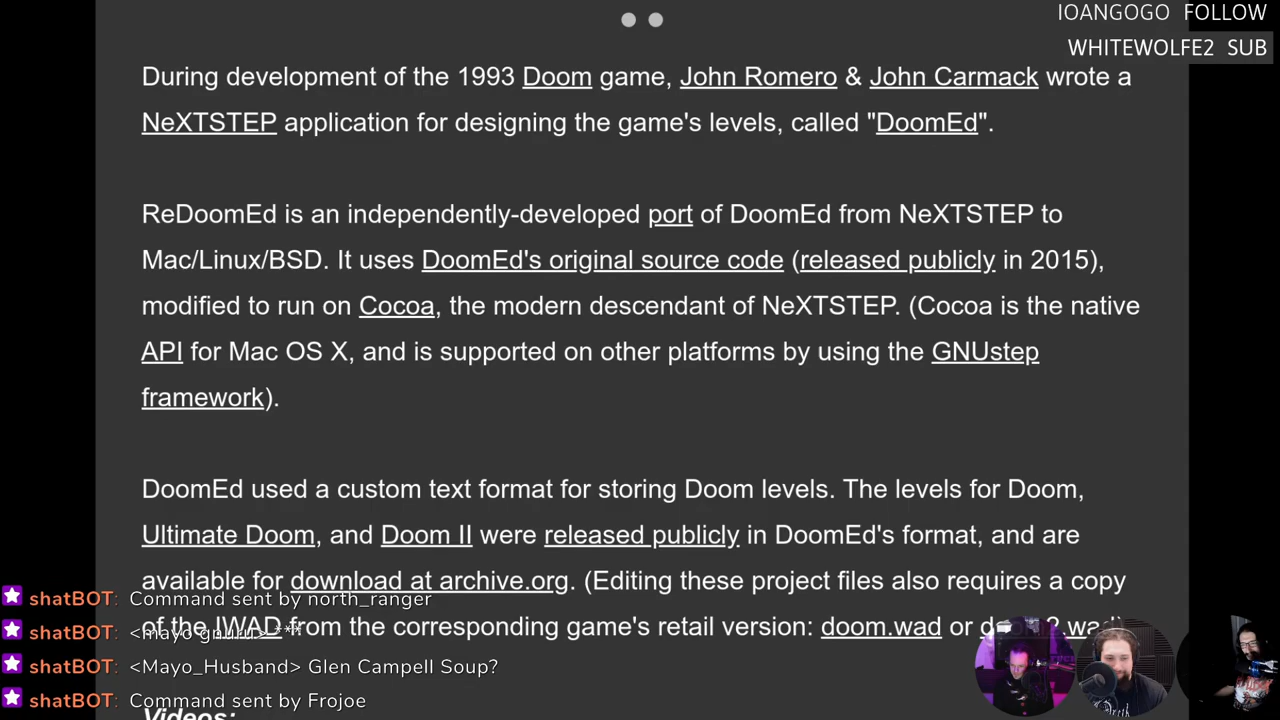 IOANGOGO FOLLOW
WHITEWOLFE2 SUB
During development of the 1993 Doom game, John Romero & John Carmack wrote a
NeXTSTEP application for designing the game's levels, called "DoomEd".
ReDoomEd is an independently-developed port of DoomEd from NeXTSTEP to
Mac/Linux/BSD. It uses DoomEd's original source code (released publicly in 2015),
modified to run on Cocoa, the modern descendant of NeXTSTEP. (Cocoa is the native
API for Mac OS X, and is supported on other platforms by using the GNUstep
framework).
DoomEd used a custom text format for storing Doom levels. The levels for Doom,
Ultimate Doom, and Doom II were released publicly in DoomEd's format, and are
available for download at archive.org. (Editing these project files also requires a copy
of the IWAD from the corresponding game's retail version: doom.wad or
shatBOT: Command sent by north_ranger
shatBOT: <mayo gnuru> ***
shatBOT: <Mayo_Husband> Glen Campell Soup?
shatBOT: Command sent by Frojoe
Videos: